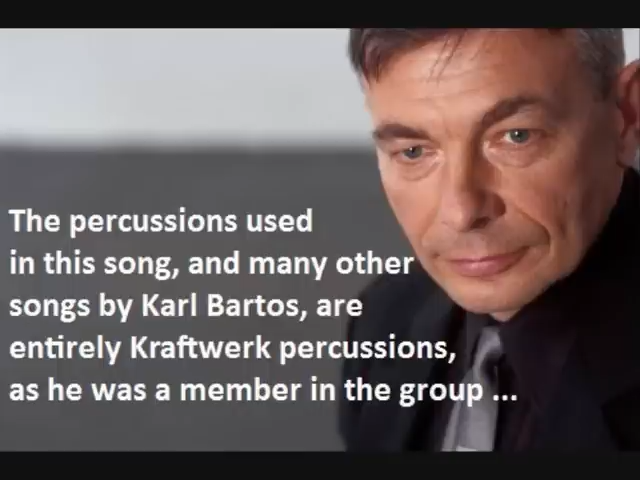 The percussions used
in this song, and many other
songs by Karl Bartos, are
entirely Kraftwerk percussions,
as he was a member in the group ...